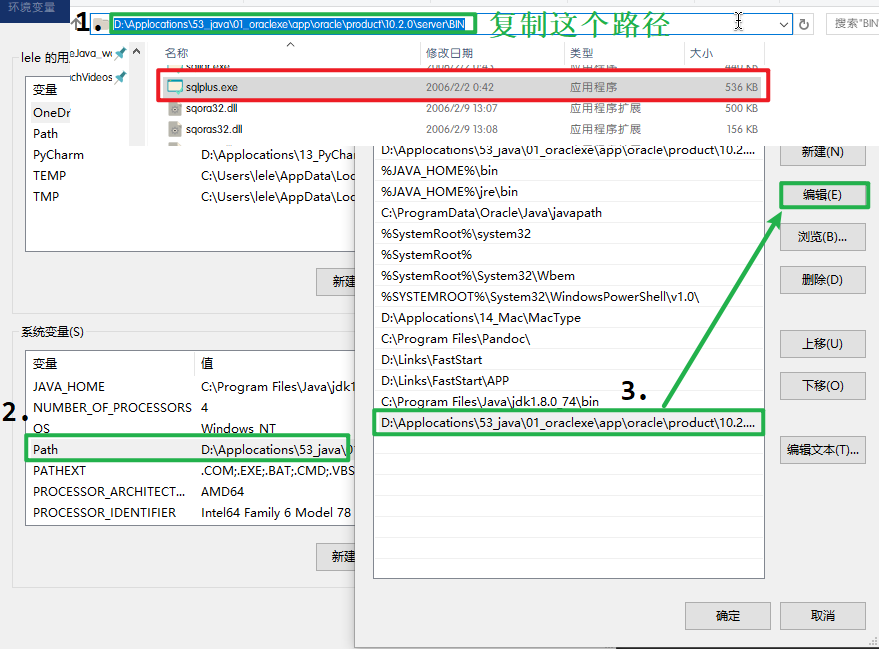 环境变量
1.
D:\Applocations\53_java\01_oraclexe\app\oracle\product\10.2.0\server\BIN
复制这个路径
搜索"BIN
lele 的用
eJava_wo
chVideos
名称
修改日期
类型
大小
sqlplus.exe
2006/2/2 0:42
应用程序
536 KB
sqora32.dll
2006/2/9 13:07
应用程序扩展
500 KB
sqoras32.dll
2006/2/9 13:08
应用程序扩展
156 KB
变量
OneDr
Path
PyCharm
D:\Applocations\13_PyChar
TEMP
C:\Users\lele\AppData\Loc
TMP
C:\Users\lele\AppData\Loc
新建
系统变量(S)
变量
值
JAVA_HOME
C:\Program Files\Java\jdk1
NUMBER_OF_PROCESSORS
4
2.
OS
Windows_NT
Path
D:\Applocations\53_java\0
PATHEXT
.COM;.EXE;.BAT;.CMD;.VBS
PROCESSOR_ARCHITECT...
AMD64
PROCESSOR_IDENTIFIER
Intel64 Family 6 Model 78
新建
D:\Applocations\53_java\01_oraclexe\app\oracle\product\10.2....
%JAVA_HOME%\bin
%JAVA_HOME%\jre\bin
C:\ProgramData\Oracle\Java\javapath
%SystemRoot%\system32
%SystemRoot%
%SystemRoot%\System32\Wbem
%SYSTEMROOT%\System32\WindowsPowerShell\v1.0\
D:\Applocations\14_Mac\MacType
C:\Program Files\Pandoc\
D:\Links\FastStart
D:\Links\FastStart\APP
C:\Program Files\Java\jdk1.8.0_74\bin
3.
D:\Applocations\53_java\01_oraclexe\app\oracle\product\10.2....
新建(N)
编辑(E)
浏览(B)...
删除(D)
上移(U)
下移(O)
编辑文本(T)...
确定
取消